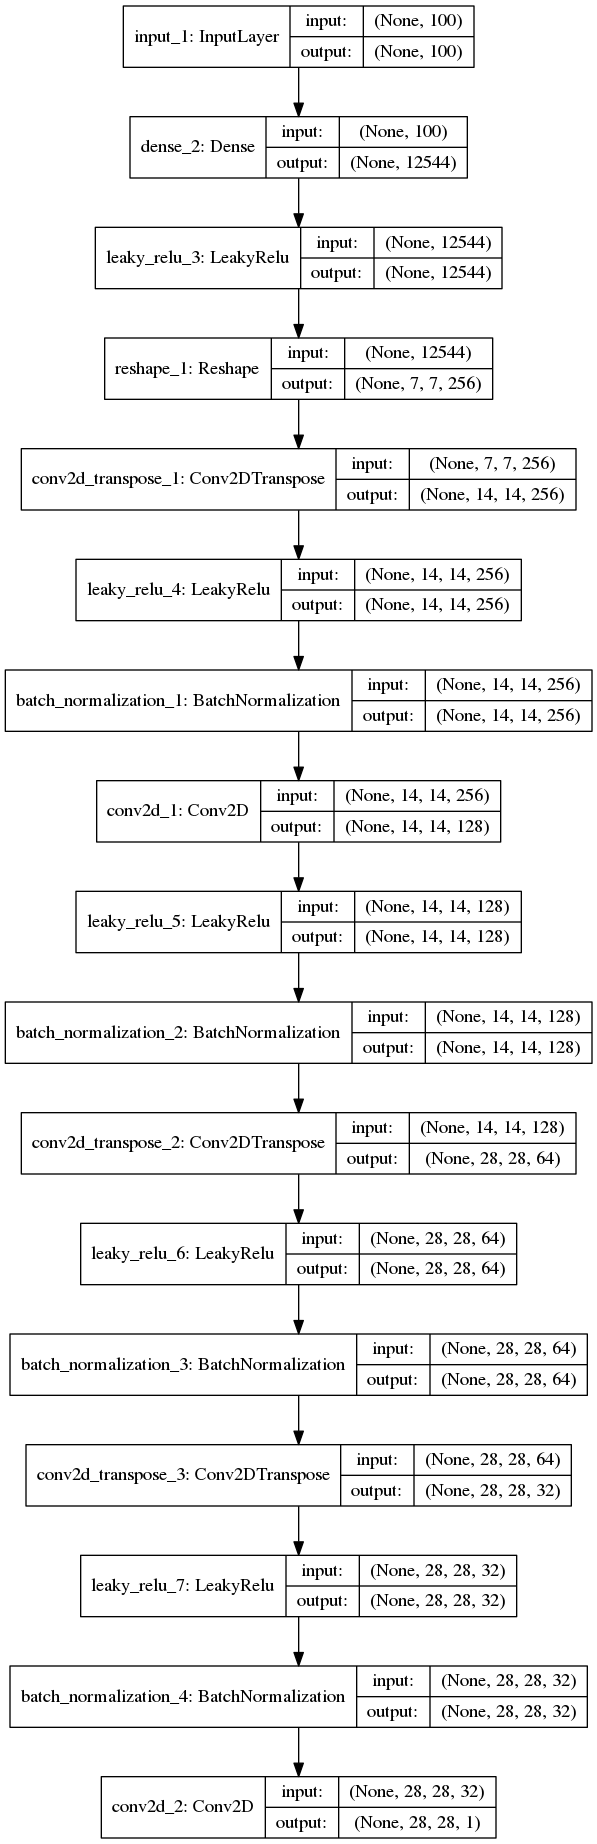 input_1: InputLayer
input: (None, 100)
output: (None, 100)
dense_2: Dense
input: (None, 100)
output: (None, 12544)
leaky_relu_3: LeakyRelu
input: (None, 12544)
output: (None, 12544)
reshape_1: Reshape
input: (None, 12544)
output: (None, 7, 7, 256)
conv2d_transpose_1: Conv2DTranspose
input: (None, 7, 7, 256)
output: (None, 14, 14, 256)
leaky_relu_4: LeakyRelu
input: (None, 14, 14, 256)
output: (None, 14, 14, 256)
batch_normalization_1: BatchNormalization
input: (None, 14, 14, 256)
output: (None, 14, 14, 256)
conv2d_1: Conv2D
input: (None, 14, 14, 256)
output: (None, 14, 14, 128)
leaky_relu_5: LeakyRelu
input: (None, 14, 14, 128)
output: (None, 14, 14, 128)
batch_normalization_2: BatchNormalization
input: (None, 14, 14, 128)
output: (None, 14, 14, 128)
conv2d_transpose_2: Conv2DTranspose
input: (None, 14, 14, 128)
output: (None, 28, 28, 64)
leaky_relu_6: LeakyRelu
input: (None, 28, 28, 64)
output: (None, 28, 28, 64)
batch_normalization_3: BatchNormalization
input: (None, 28, 28, 64)
output: (None, 28, 28, 64)
conv2d_transpose_3: Conv2DTranspose
input: (None, 28, 28, 64)
output: (None, 28, 28, 32)
leaky_relu_7: LeakyRelu
input: (None, 28, 28, 32)
output: (None, 28, 28, 32)
batch_normalization_4: BatchNormalization
input: (None, 28, 28, 32)
output: (None, 28, 28, 32)
conv2d_2: Conv2D
input: (None, 28, 28, 32)
output: (None, 28, 28, 1)